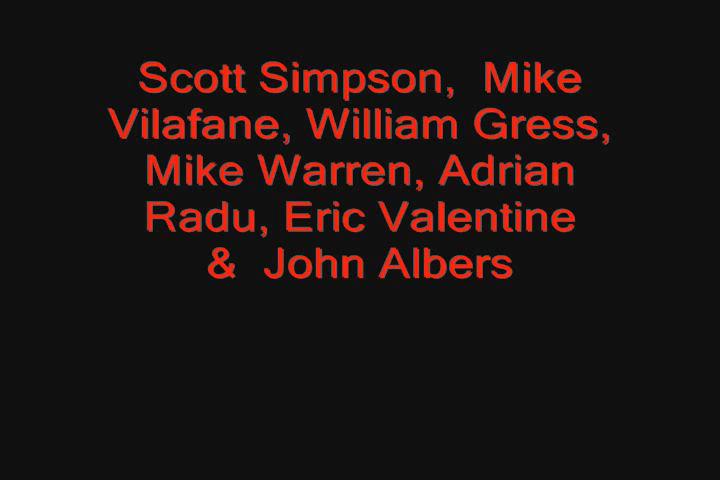 Scott Simpson,  Mike
Vilafane, William Gress,
Mike Warren, Adrian
Radu, Eric Valentine
&  John Albers